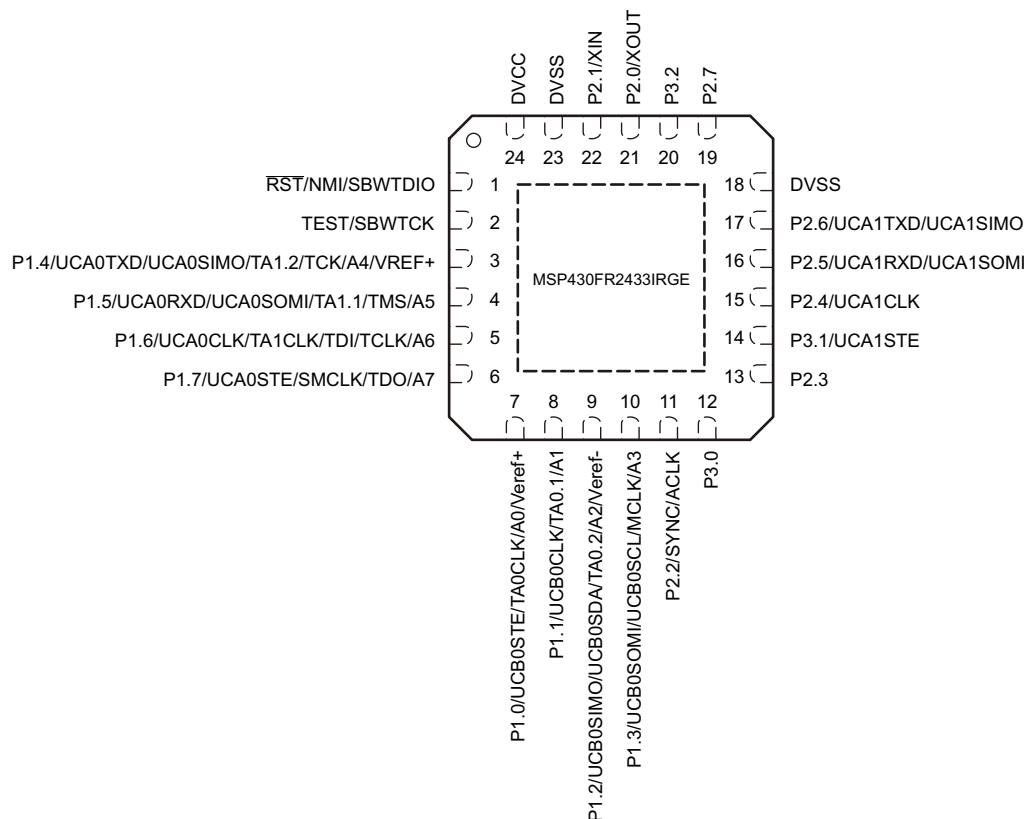 DVCC
DVSS
P2.1/XIN
P2.0/XOUT
P3.2
P2.7
24
23
22
21
20
19
RST/NMI/SBWTDIO
1
TEST/SBWTCK
2
P1.4/UCA0TXD/UCA0SIMO/TA1.2/TCK/A4/VREF+
3
P1.5/UCA0RXD/UCA0SOMI/TA1.1/TMS/A5
4
P1.6/UCA0CLK/TA1CLK/TDI/TCLK/A6
5
P1.7/UCA0STE/SMCLK/TDO/A7
6
MSP430FR2433IRGE
18
DVSS
17
P2.6/UCA1TXD/UCA1SIMO
16
P2.5/UCA1RXD/UCA1SOMI
15
P2.4/UCA1CLK
14
P3.1/UCA1STE
13
P2.3
7
8
9
10
11
12
P1.0/UCB0STE/TA0CLK/A0/Veref+
P1.1/UCB0CLK/TA0.1/A1
P1.2/UCB0SIMO/UCB0SDA/TA0.2/A2/Veref-
P1.3/UCB0SOMI/UCB0SCL/MCLK/A3
P2.2/SYNC/ACLK
P3.0